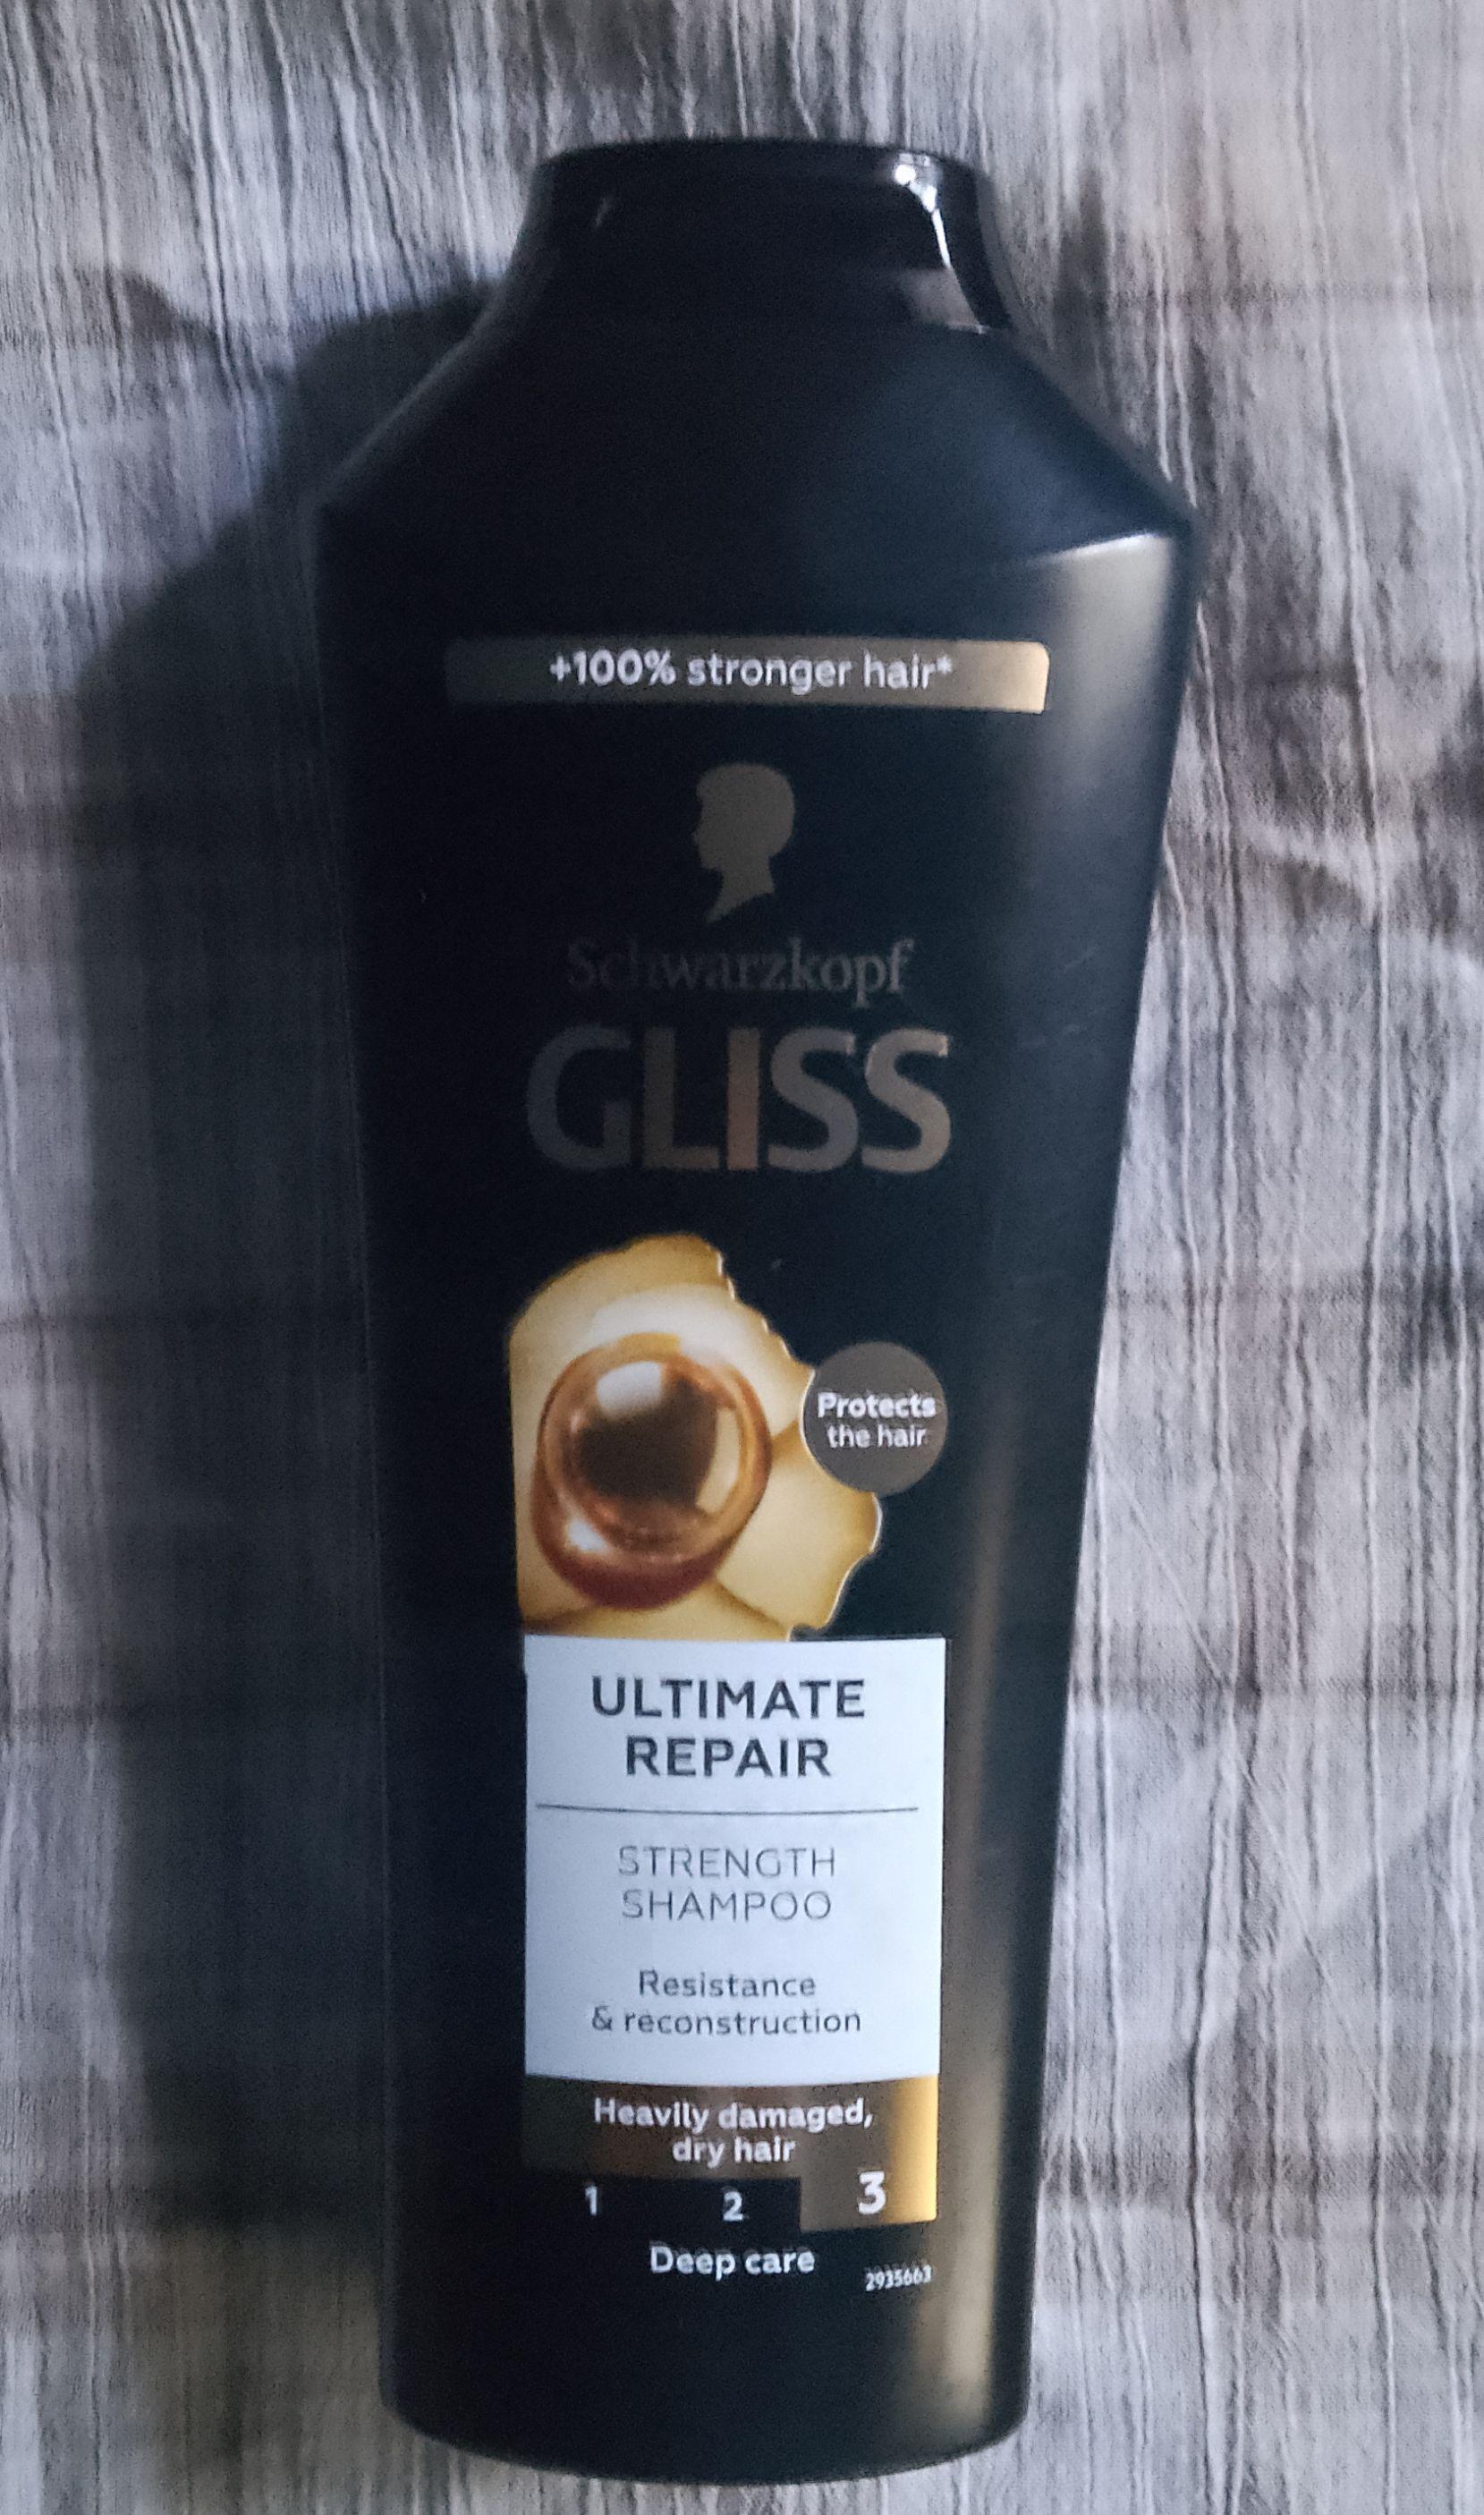 +100% stronger hair*
Schwarzkopf
GLISS
Protects
the hair
ULTIMATE
REPAIR
STRENGTH
SHAMPOO
Resistance
& reconstruction
Heavily damaged,
dry hair
1 2 3
Deep care
2935663